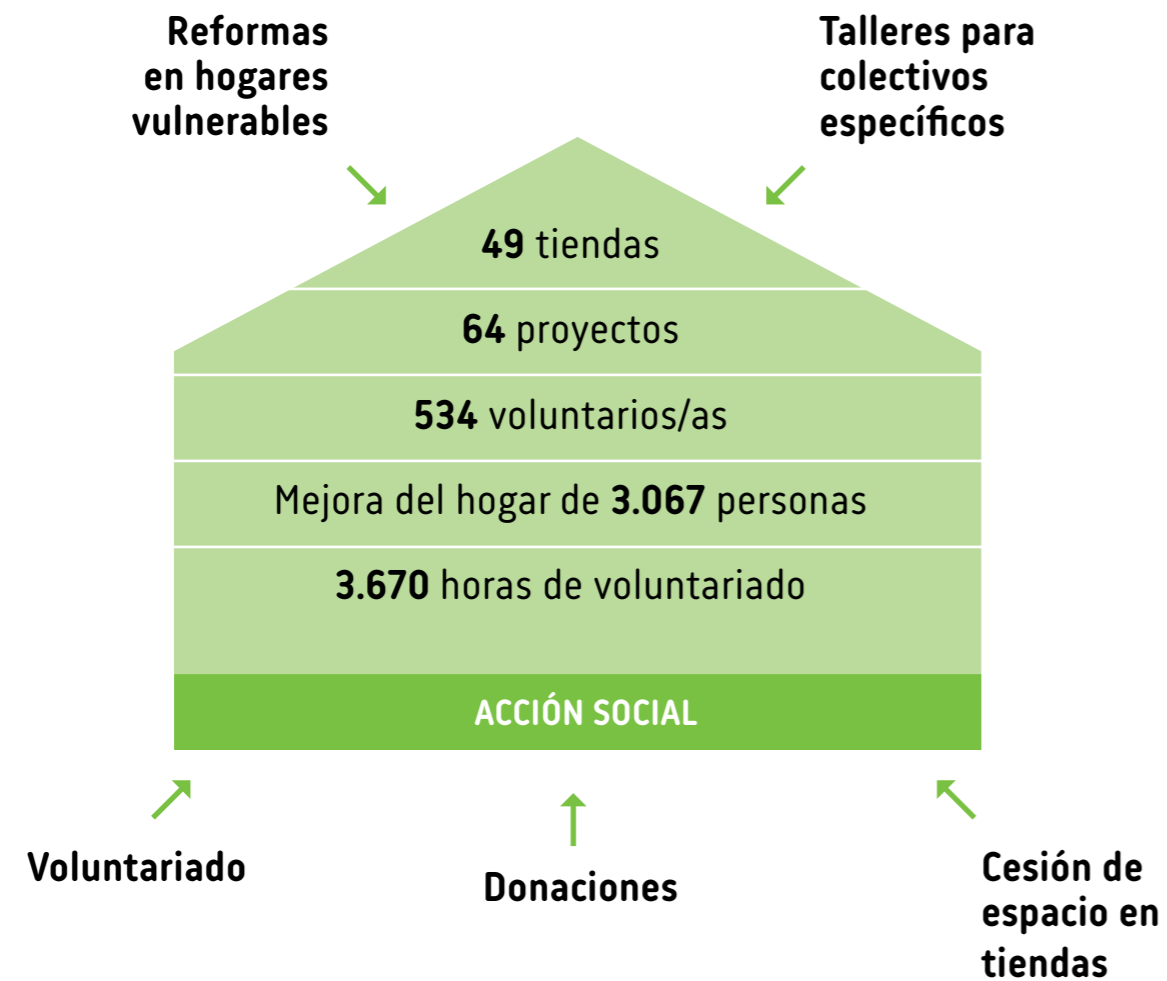 Reformas
en hogares
vulnerables
Talleres para
colectivos
específicos
49 tiendas
64 proyectos
534 voluntarios/as
Mejora del hogar de 3.067 personas
3.670 horas de voluntariado
ACCIÓN SOCIAL
Voluntariado
Donaciones
Cesión de
espacio en
tiendas